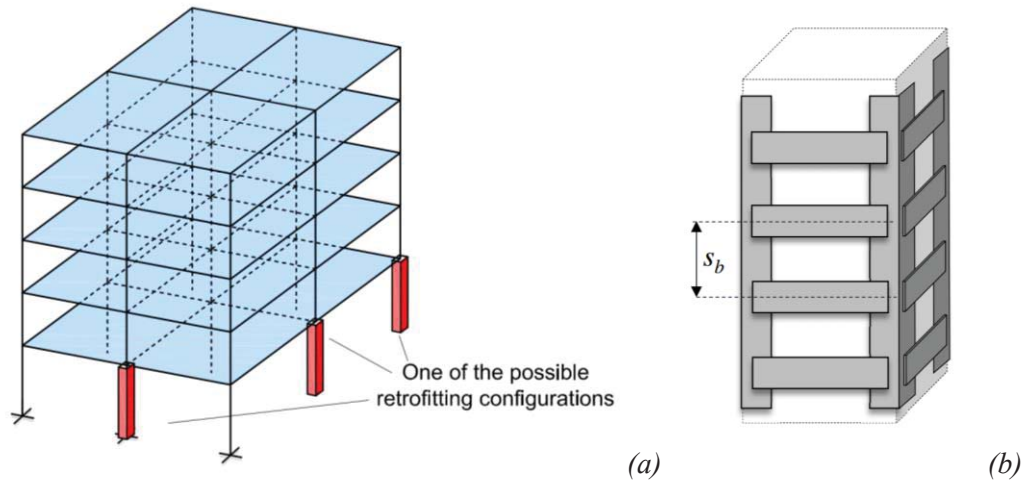 s_b
One of the possible
retrofitting configurations
(a)
(b)